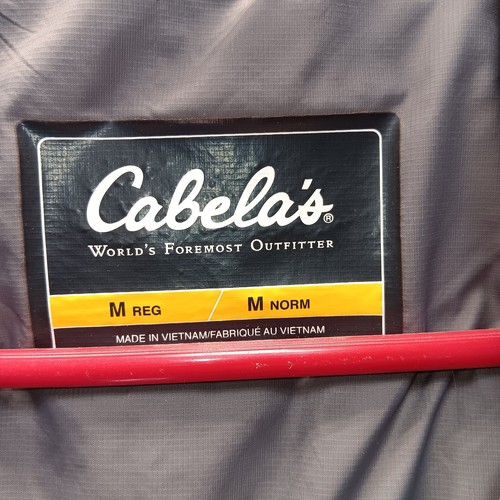 Cabela's®
WORLD'S FOREMOST OUTFITTER
M REG / M NORM
MADE IN VIETNAM/FABRIQUÉ AU VIETNAM